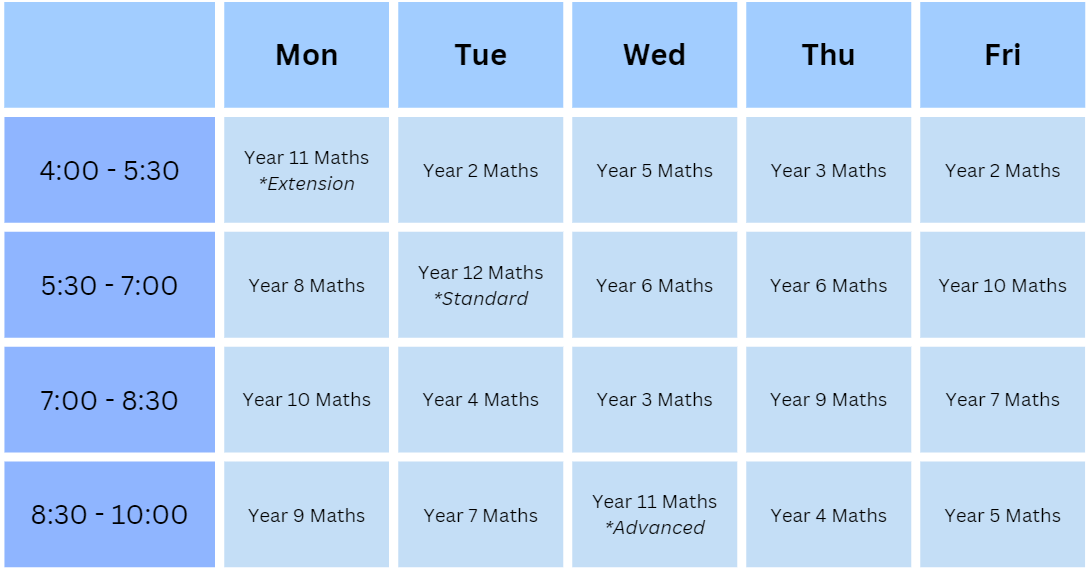 Mon Tue Wed Thu Fri
4:00 - 5:30 Year 11 Maths *Extension Year 2 Maths Year 5 Maths Year 3 Maths Year 2 Maths
5:30 - 7:00 Year 8 Maths Year 12 Maths *Standard Year 6 Maths Year 6 Maths Year 10 Maths
7:00 - 8:30 Year 10 Maths Year 4 Maths Year 3 Maths Year 9 Maths Year 7 Maths
8:30 - 10:00 Year 9 Maths Year 7 Maths Year 11 Maths *Advanced Year 4 Maths Year 5 Maths